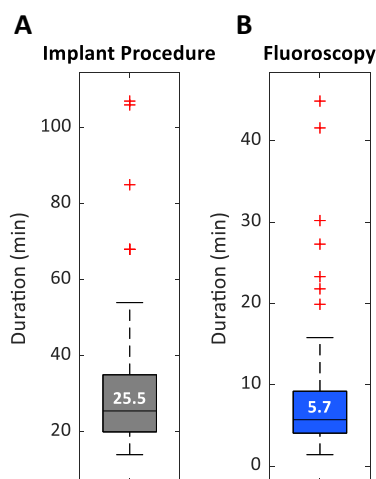 A
Implant Procedure
Duration (min)
100
80
60
40
20
25.5
B
Fluoroscopy
Duration (min)
40
30
20
10
0
5.7